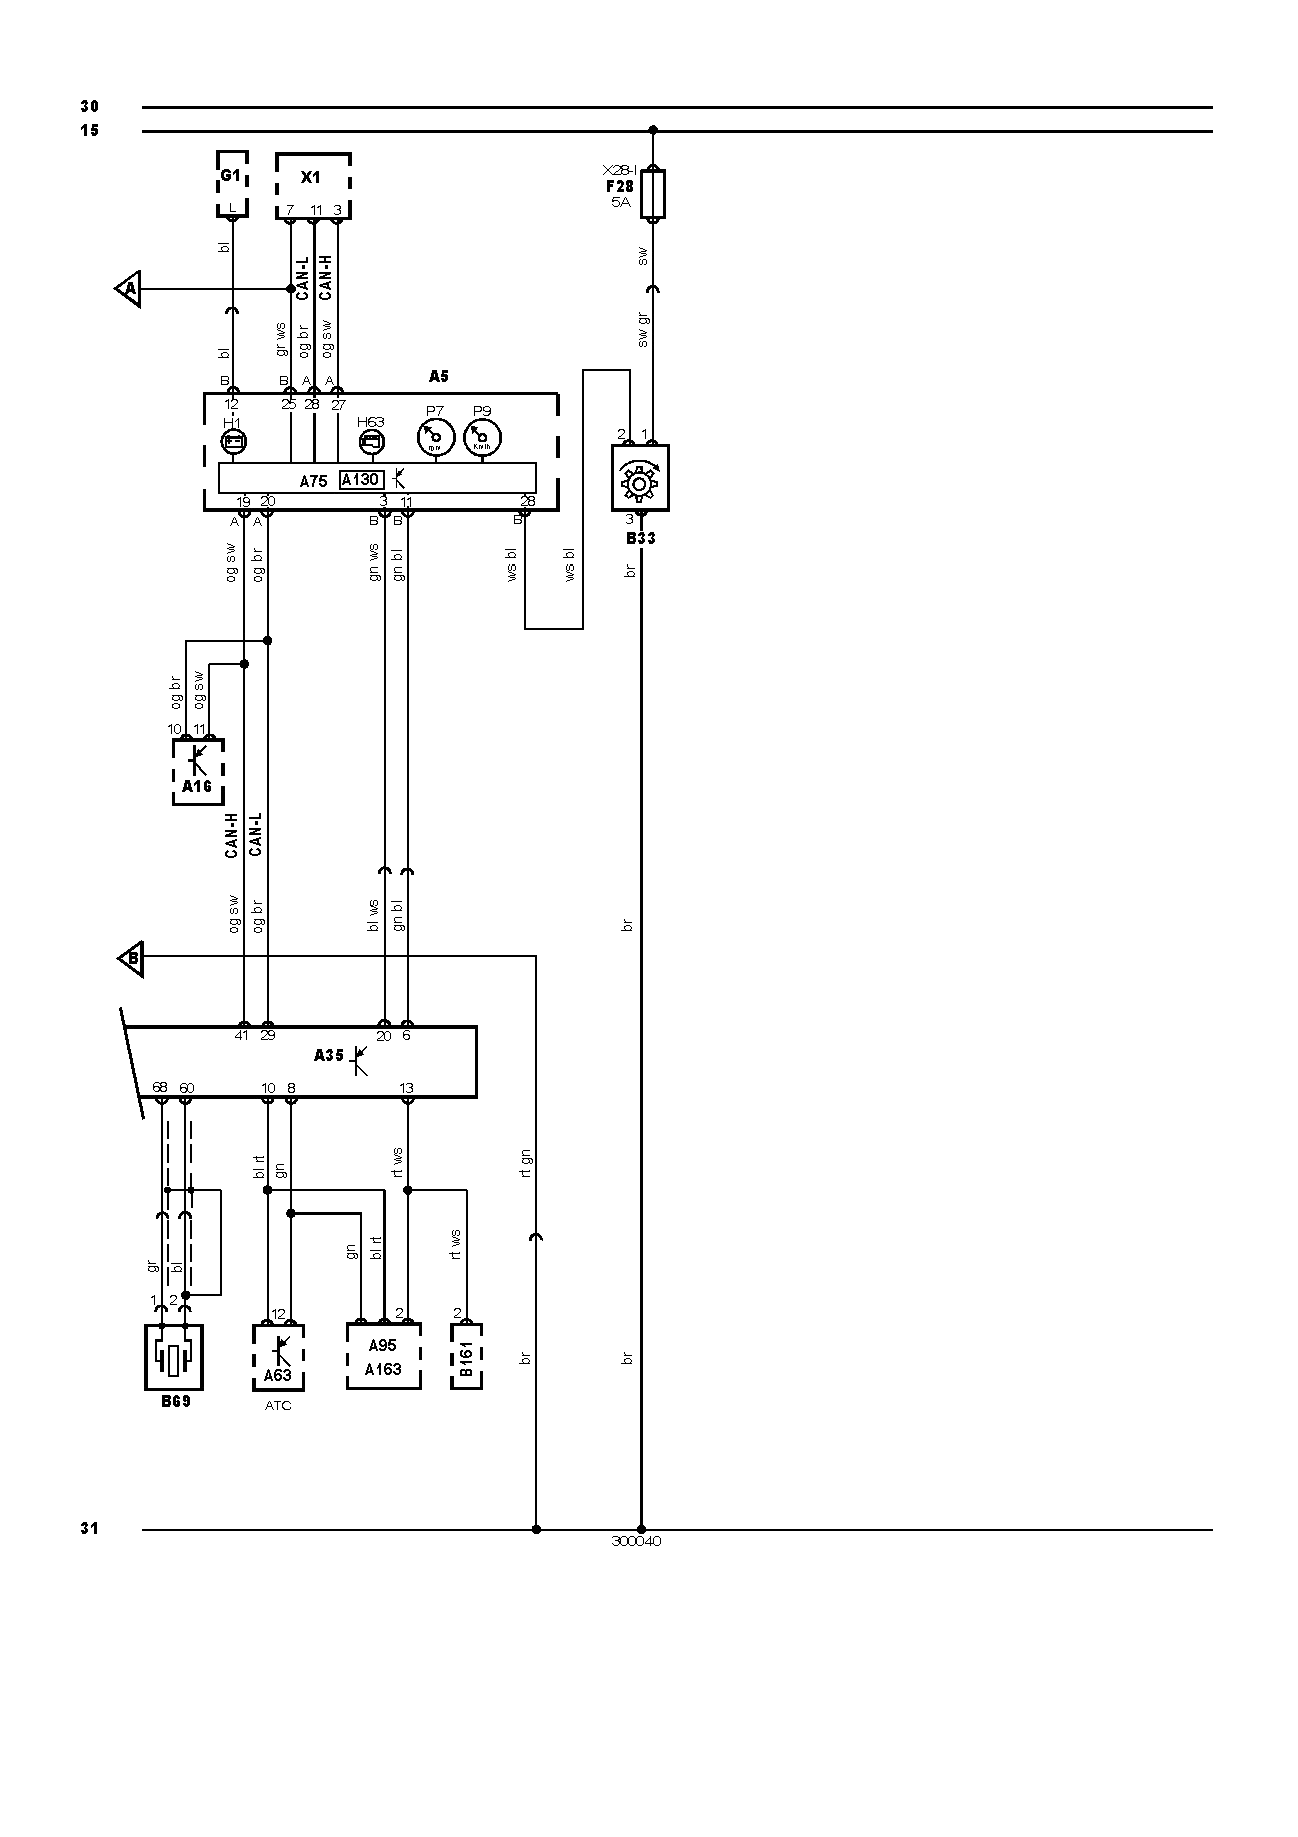 30
15
G1
X1
X28-I
F28
5A
L
7
11
3
bl
CAN-L
CAN-H
sw
A
bl
gr ws
og br
og sw
sw gr
B
B
A
A
A5
12
25
28
27
H1
H63
P7
P9
rpm
Km/h
2
1
A75
A130
19
20
3
11
28
A
A
B
B
B
3
B33
og sw
og br
gn ws
gn bl
ws bl
ws bl
br
og br
og sw
10
11
A16
CAN-H
CAN-L
og sw
og br
bl ws
gn bl
br
B
41
29
20
6
A35
68
60
10
8
13
bl rt
gn
rt ws
rt gn
gr
bl
gn
bl rt
rt ws
1
2
12
2
2
A95
A163
A63
B161
br
br
B69
ATC
31
300040